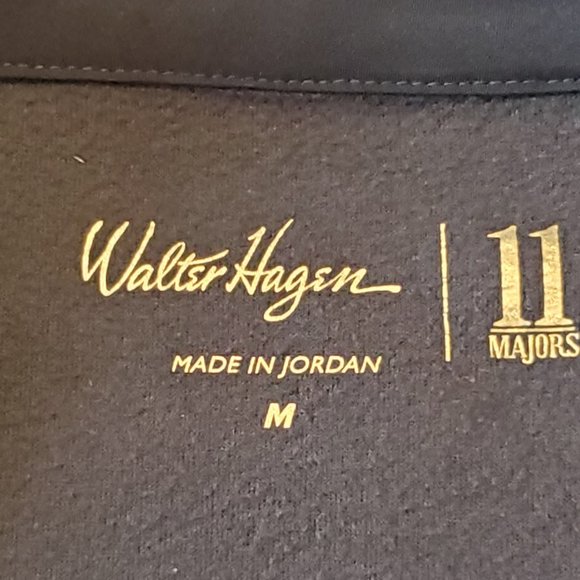 Walter Hagen
11
MAJORS
MADE IN JORDAN
M